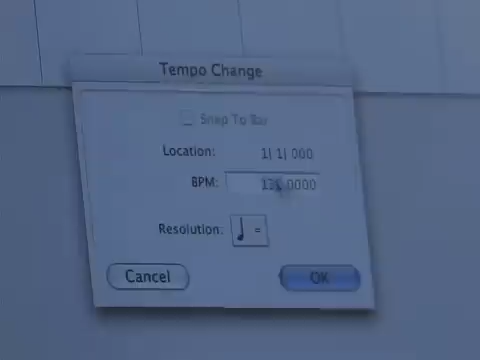 Tempo Change
Snap To Bar
Location: 1| 1| 000
BPM:
Resolution: =
Cancel OK